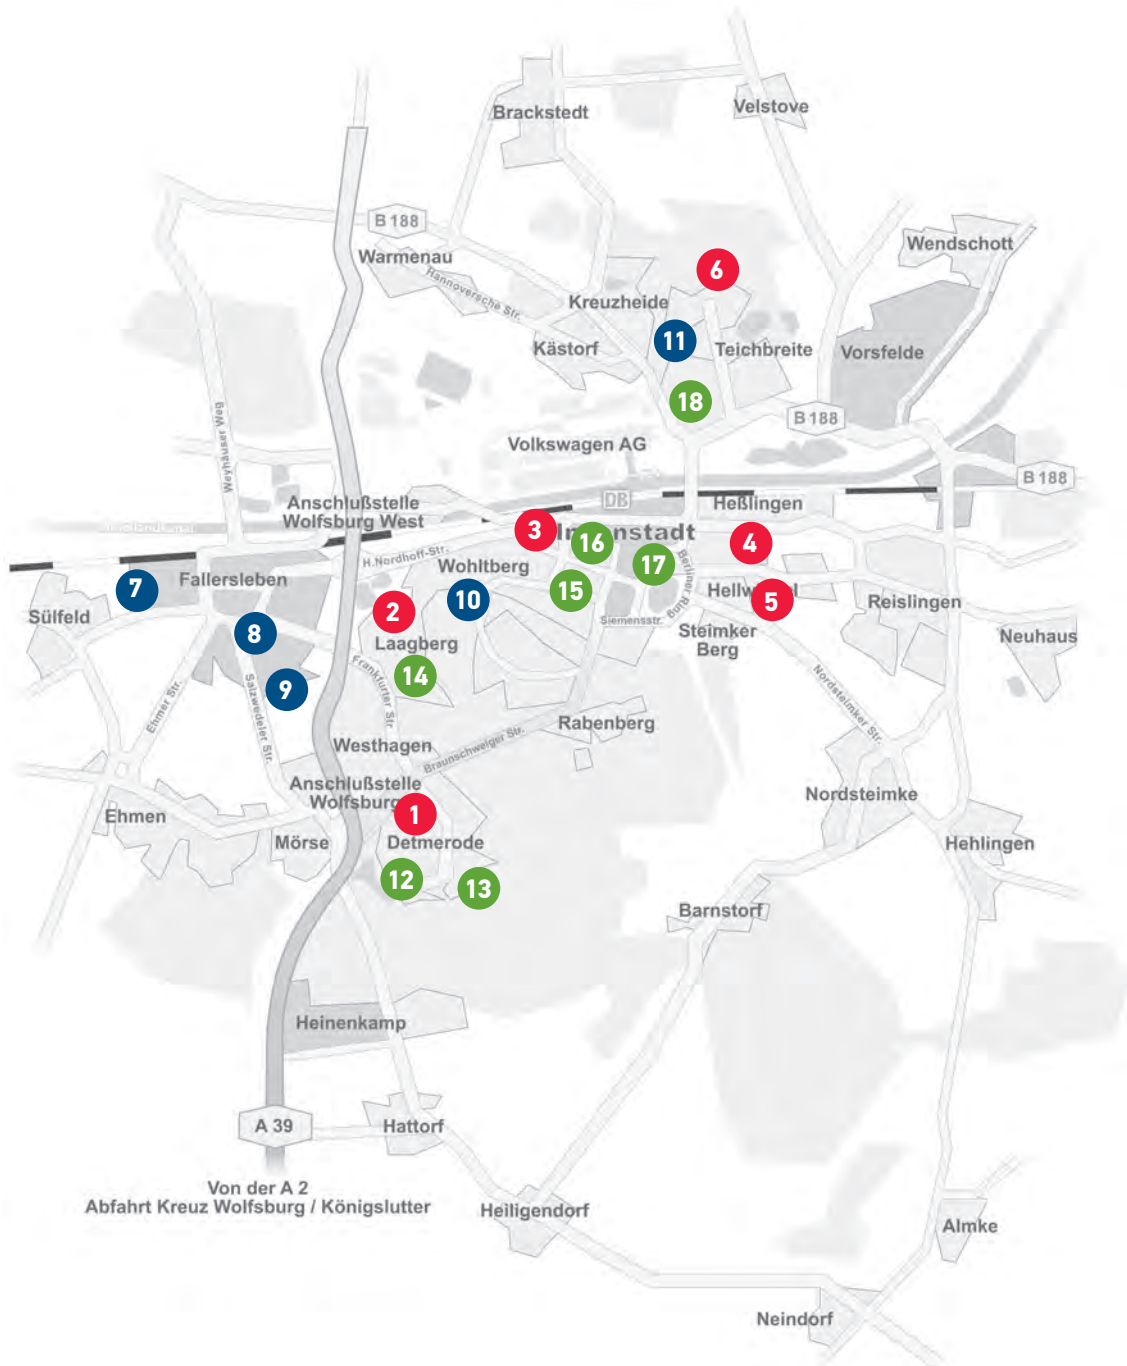 Brackstedt
Velstove
B 188
Wendschott
Warmenau
6
Hannoversche Str.
Kreuzheide
11
Kästorf
Teichbreite
Vorsfelde
18
B 188
Weyhäuser Weg
Volkswagen AG
B 188
DB
Heßlingen
Anschlußstelle
Wolfsburg West
3
16
4
H.Nordhoff-Str.
Wohltberg
17
Berliner Ring
7
Fallersleben
10
15
5
Reislingen
Sülfeld
2
Siemensstr.
8
Laagberg
Steimker
Berg
Neuhaus
14
Frankfurter Str.
9
Salzwedeler Str.
Ehmer Str.
Nordsteimker Str.
Rabenberg
Westhagen
Braunschweiger Str.
Anschlußstelle
Wolfsburg
1
Nordsteimke
Ehmen
Mörse
Detmerode
Hehlingen
12
13
Barnstorf
Heinenkamp
A 39
Hattorf
Von der A 2
Abfahrt Kreuz Wolfsburg / Königslutter
Heiligendorf
Almke
Neindorf